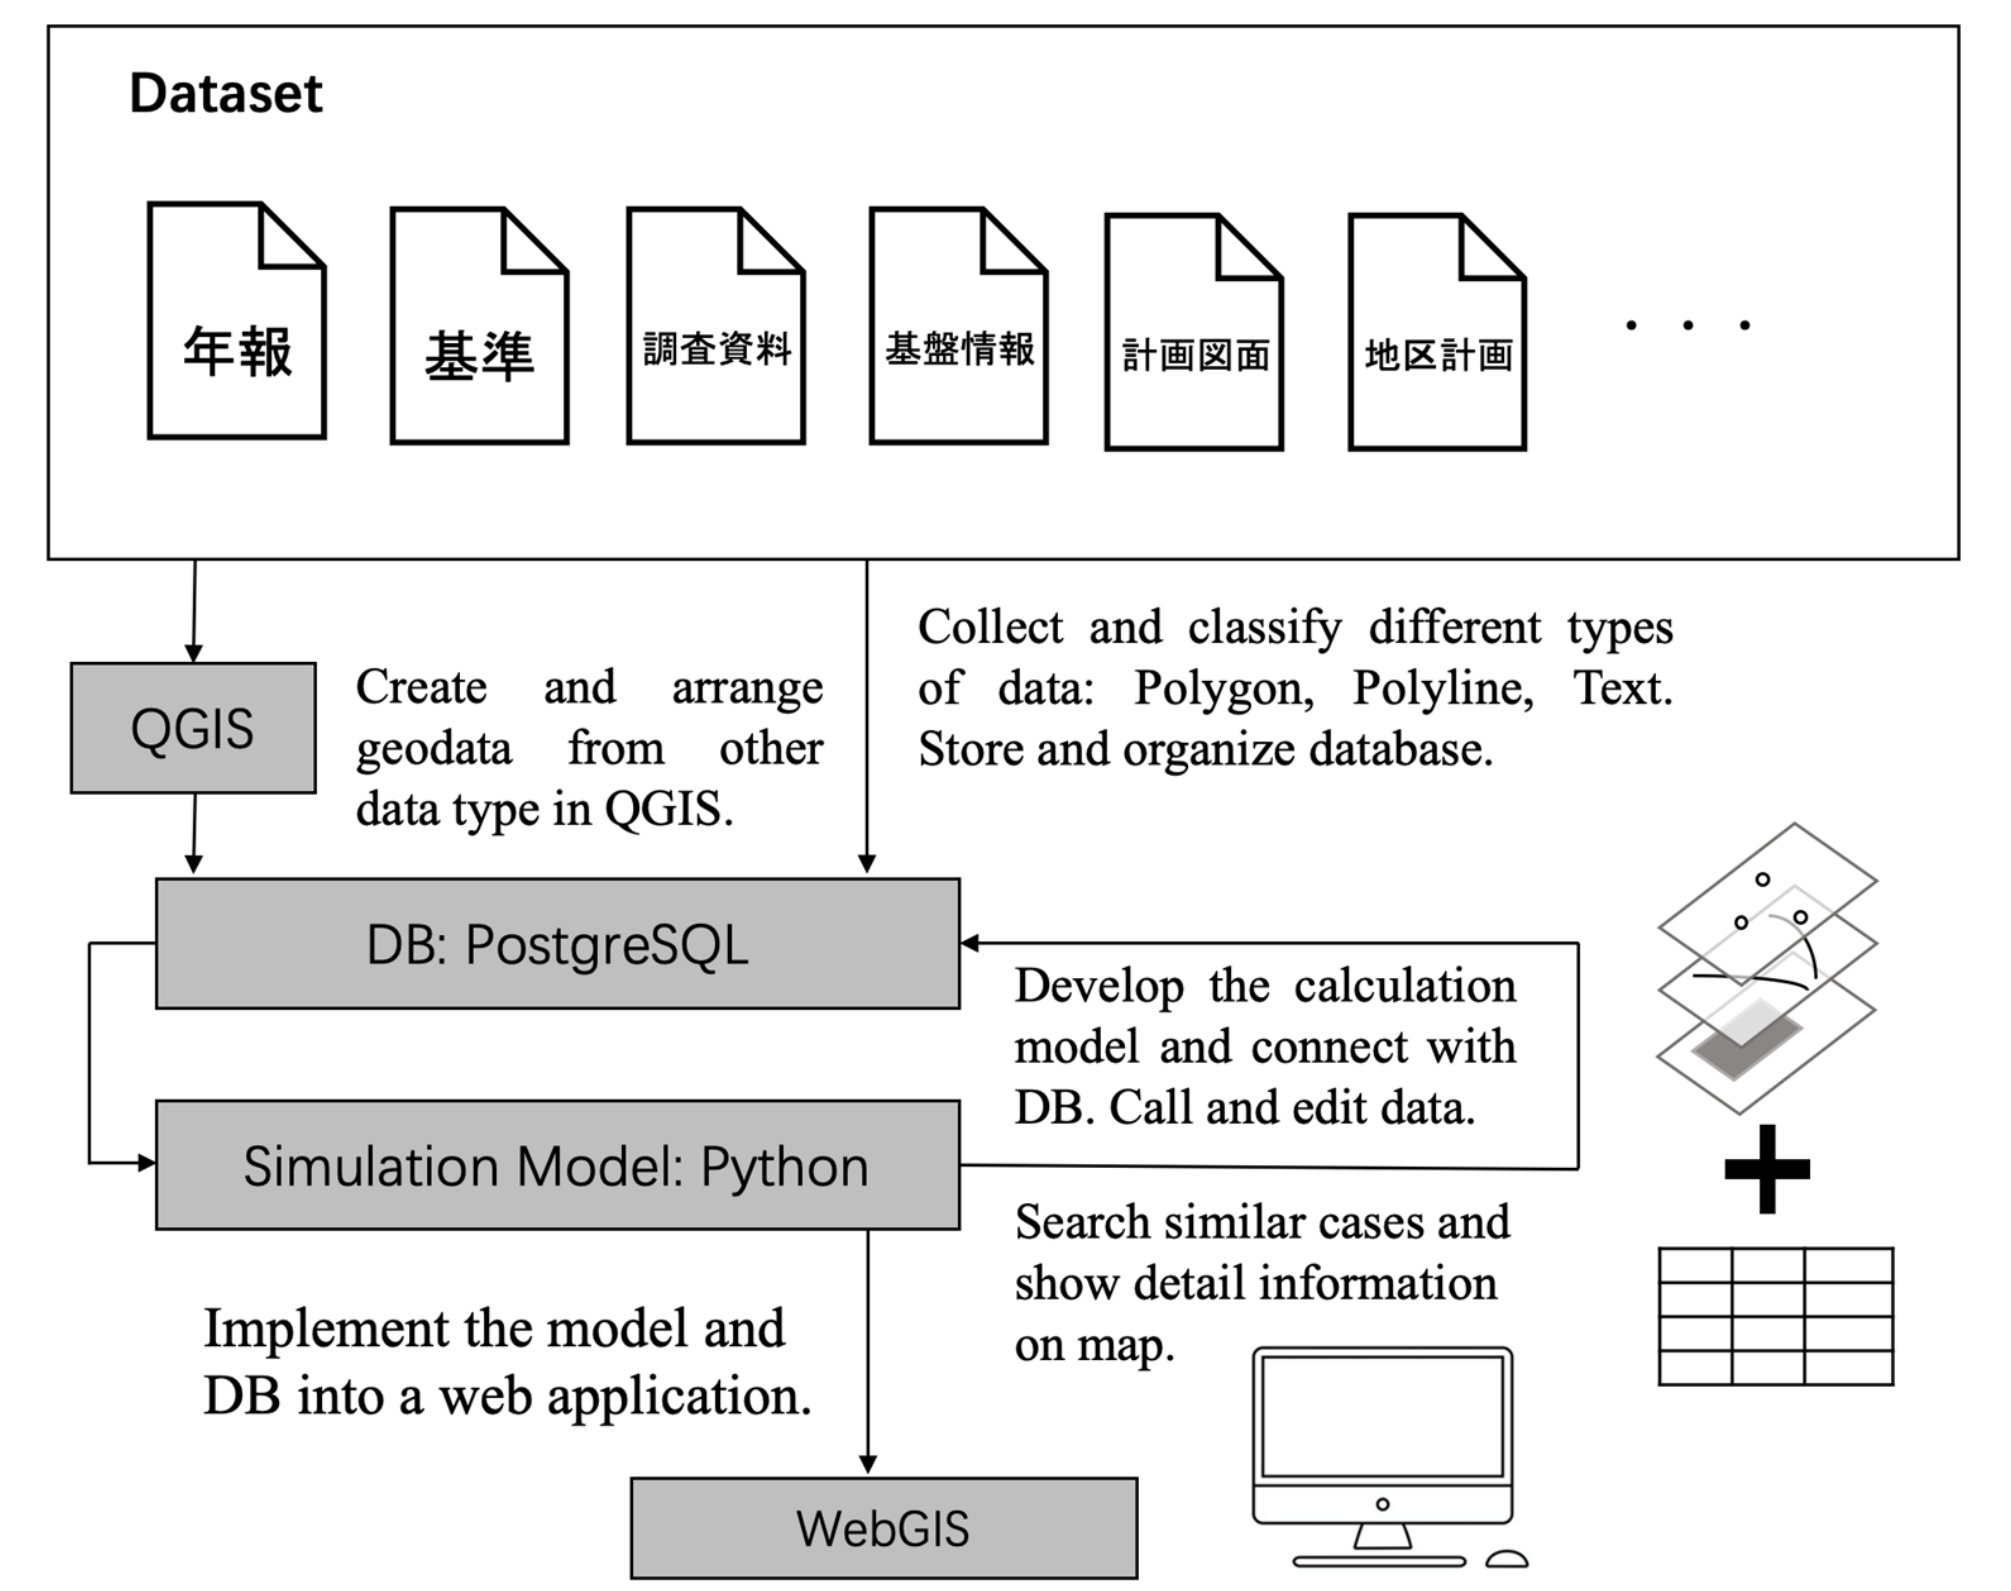 Dataset
年報
基準
調査資料
基盤情報
計画図面
地区計画
. . .
Collect and classify different types
of data: Polygon, Polyline, Text.
Store and organize database.
QGIS
Create and arrange
geodata from other
data type in QGIS.
DB: PostgreSQL
Develop the calculation
model and connect with
DB. Call and edit data.
Simulation Model: Python
Search similar cases and
show detail information
on map.
Implement the model and
DB into a web application.
WebGIS